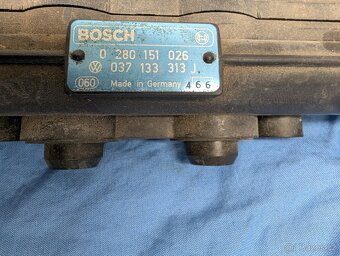 BOSCH
0 280 151 026
037 133 313 J
060 Made in Germany 466